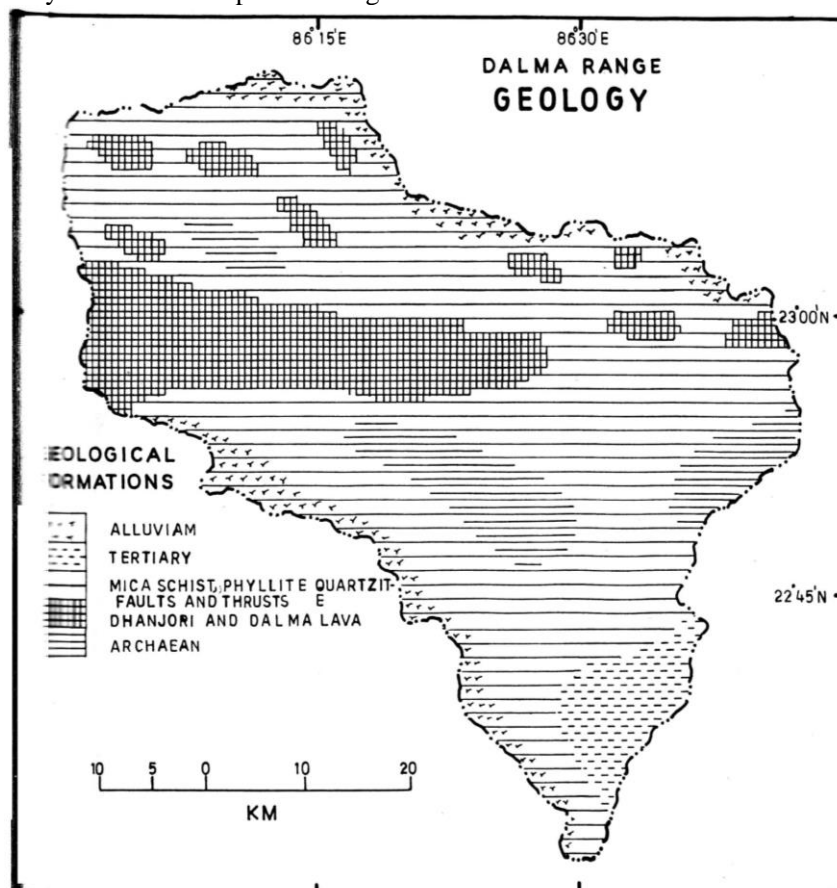 86°15'E
86°30'E
DALMA RANGE
GEOLOGY
23°00'N
EOLOGICAL
ORMATIONS
ALLUVIAM
TERTIARY
22°45'N
MICA SCHIST, PHYLLITE QUARTZIT-
FAULTS AND THRUSTS E
DHANJORI AND DALMA LAVA
ARCHAEAN
10 5 0 10 20
KM